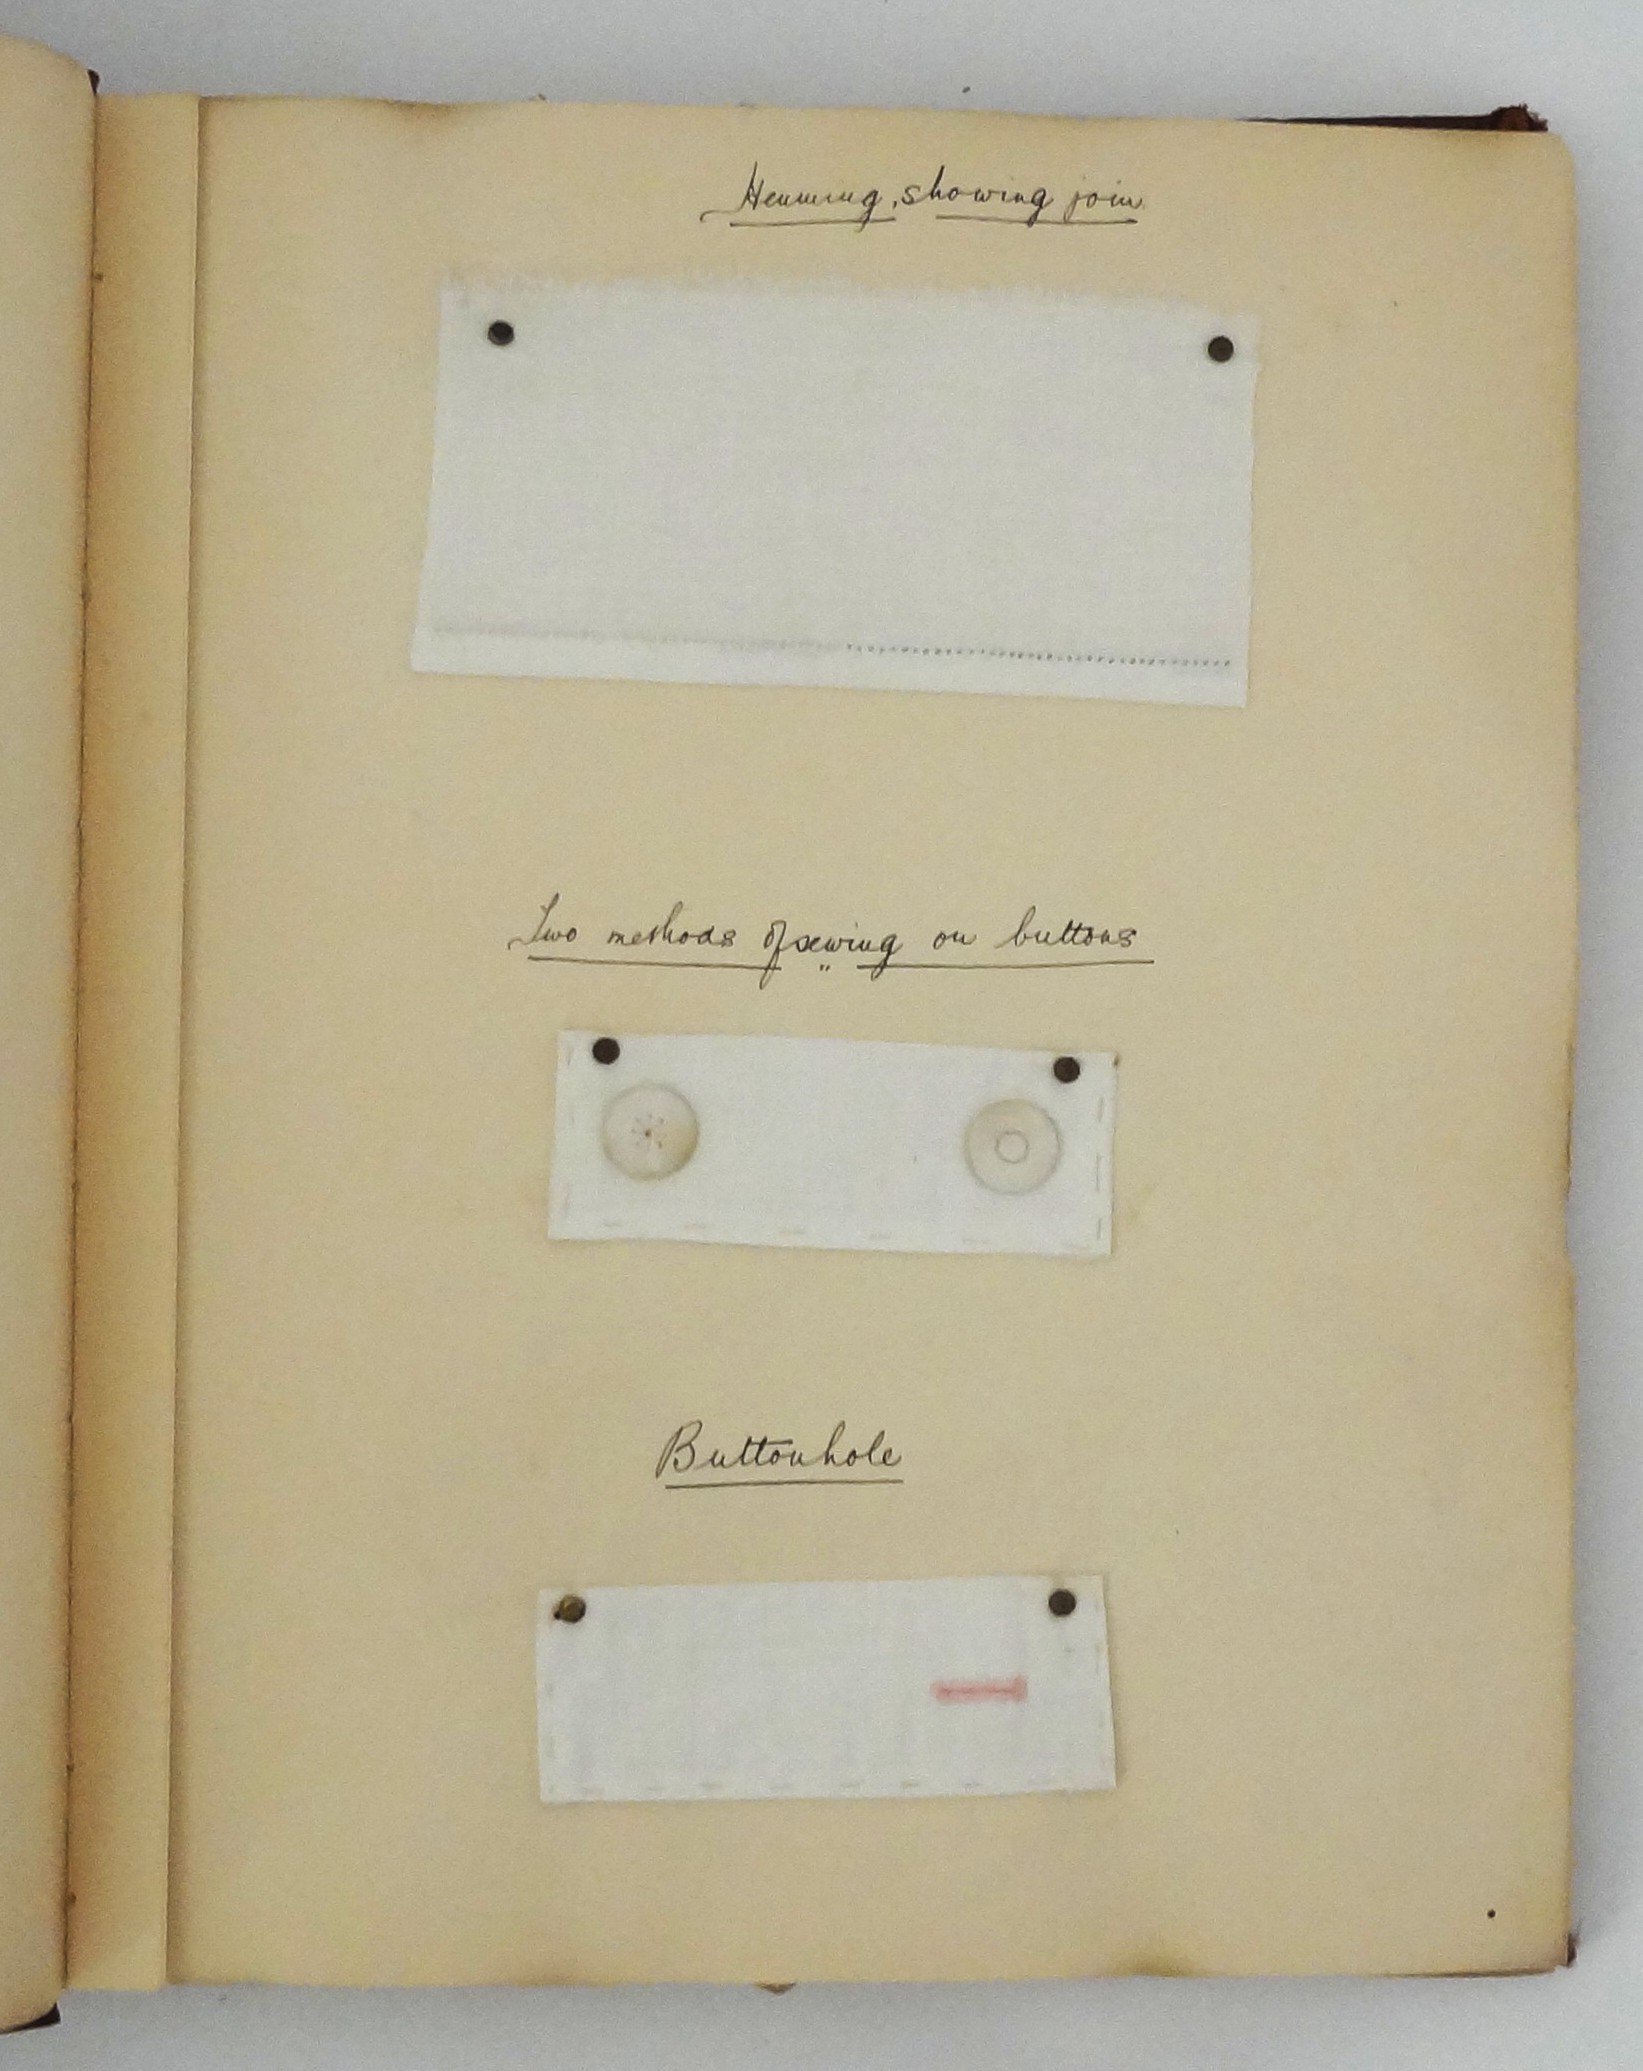 Hemming, showing join.
Two methods of sewing on buttons
Buttonhole